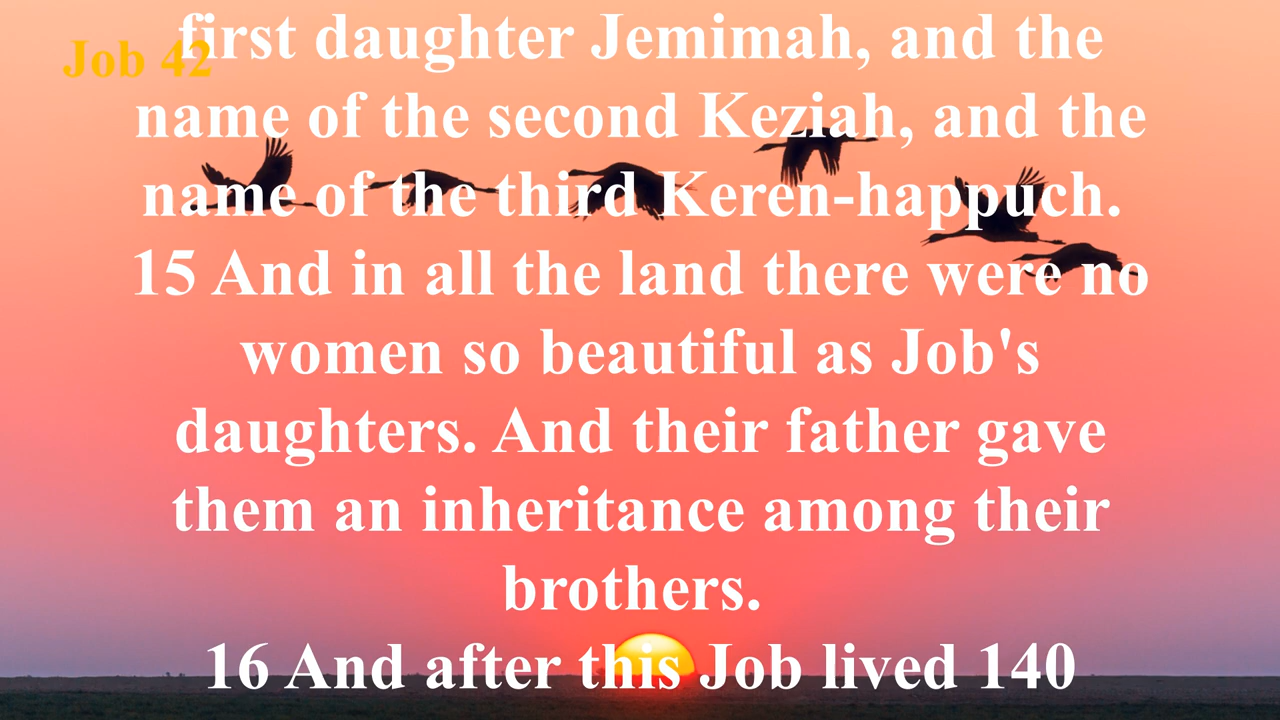 Job 42
first daughter Jemimah, and the
name of the second Keziah, and the
name of the third Keren-happuch.
15 And in all the land there were no
women so beautiful as Job's
daughters. And their father gave
them an inheritance among their
brothers.
16 And after this Job lived 140